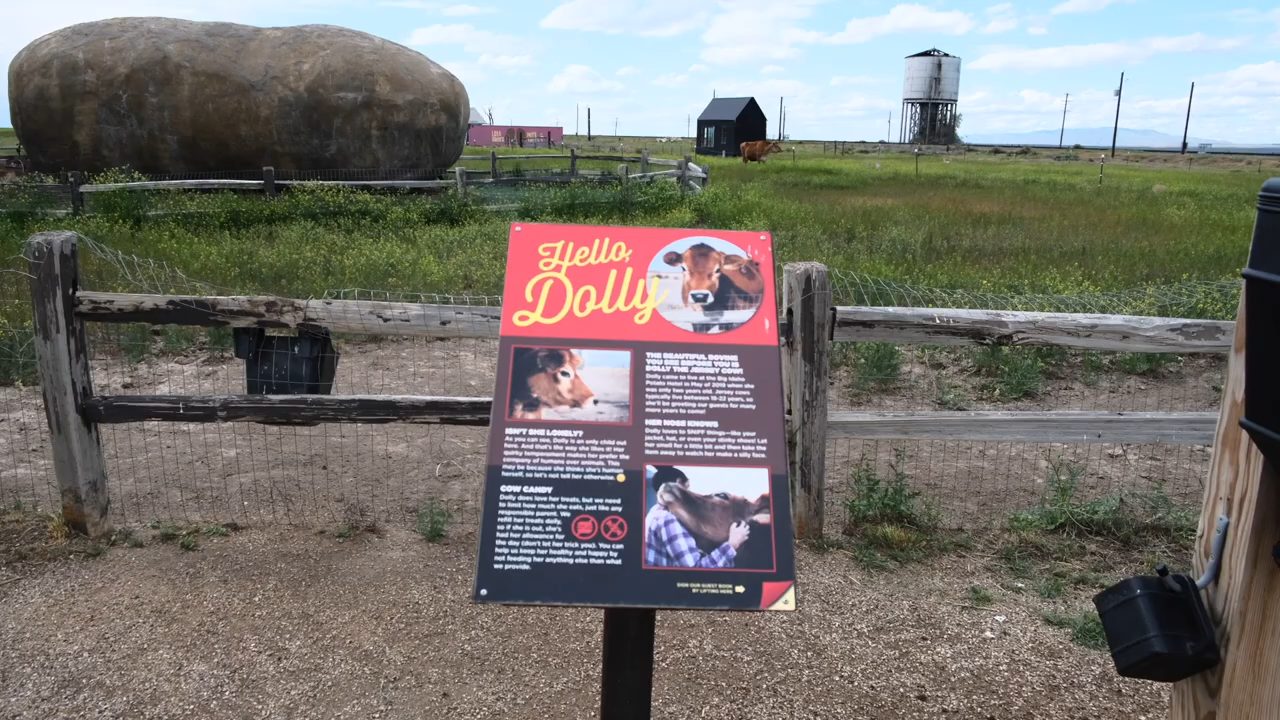 Hello,
Dolly
THE BEAUTIFUL BOVINE
YOU SEE BEFORE YOU IS
DOLLY THE JERSEY COW!
Dolly came to live at the Big Idaho
Potato Hotel in May of 2019 when she
was only two years old. Jersey cows
typically live between 18-22 years, so
she'll be greeting our guests for many
more years to come!
HER NOSE KNOWS
Dolly loves to SNIFF things—like your
jacket, hat, or even your stinky shoes! Let
her smell for a little bit and then take the
item away to watch her make a silly face.
ISN'T SHE LONELY?
As you can see, Dolly is an only child out
here. And that's the way she likes it! Her
quirky temperament makes her prefer the
company of humans over animals. This
may be because she thinks she's human
herself, so let's not tell her otherwise.
COW CANDY
Dolly does love her treats, but we need
to limit how much she eats, just like any
responsible parent. We
refill her treats daily,
so if she is out, she's
had her allowance for
the day (don't let her trick you). You can
help us keep her healthy and happy by
not feeding her anything else than what
we provide.
SIGN OUR GUEST BOOK
BY LIFTING HERE